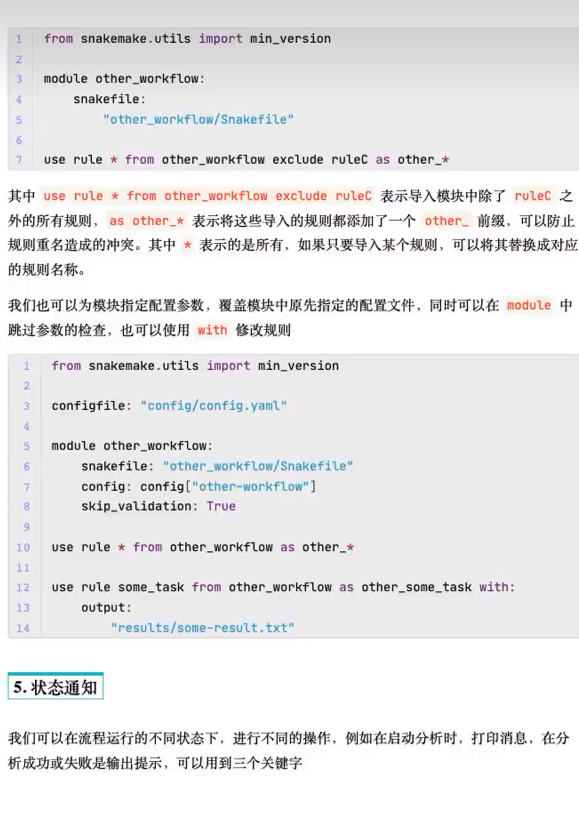 1 from snakemake.utils import min_version
2
3 module other_workflow:
4     snakefile:
5         "other_workflow/Snakefile"
6
7 use rule * from other_workflow exclude ruleC as other_*
其中 use rule * from other_workflow exclude ruleC 表示导入模块中除了 ruleC 之
外的所有规则，as other_* 表示将这些导入的规则都添加了一个 other_ 前缀，可以防止
规则重名造成的冲突。其中 * 表示的是所有，如果只要导入某个规则，可以将其替换成对应
的规则名称。
我们也可以为模块指定配置参数，覆盖模块中原先指定的配置文件，同时可以在 module 中
跳过参数的检查，也可以使用 with 修改规则
1 from snakemake.utils import min_version
2
3 configfile: "config/config.yaml"
4
5 module other_workflow:
6     snakefile: "other_workflow/Snakefile"
7     config: config["other-workflow"]
8     skip_validation: True
9
10 use rule * from other_workflow as other_*
11
12 use rule some_task from other_workflow as other_some_task with:
13     output:
14         "results/some-result.txt"
5. 状态通知
我们可以在流程运行的不同状态下，进行不同的操作，例如在启动分析时，打印消息，在分
析成功或失败是输出提示，可以用到三个关键字